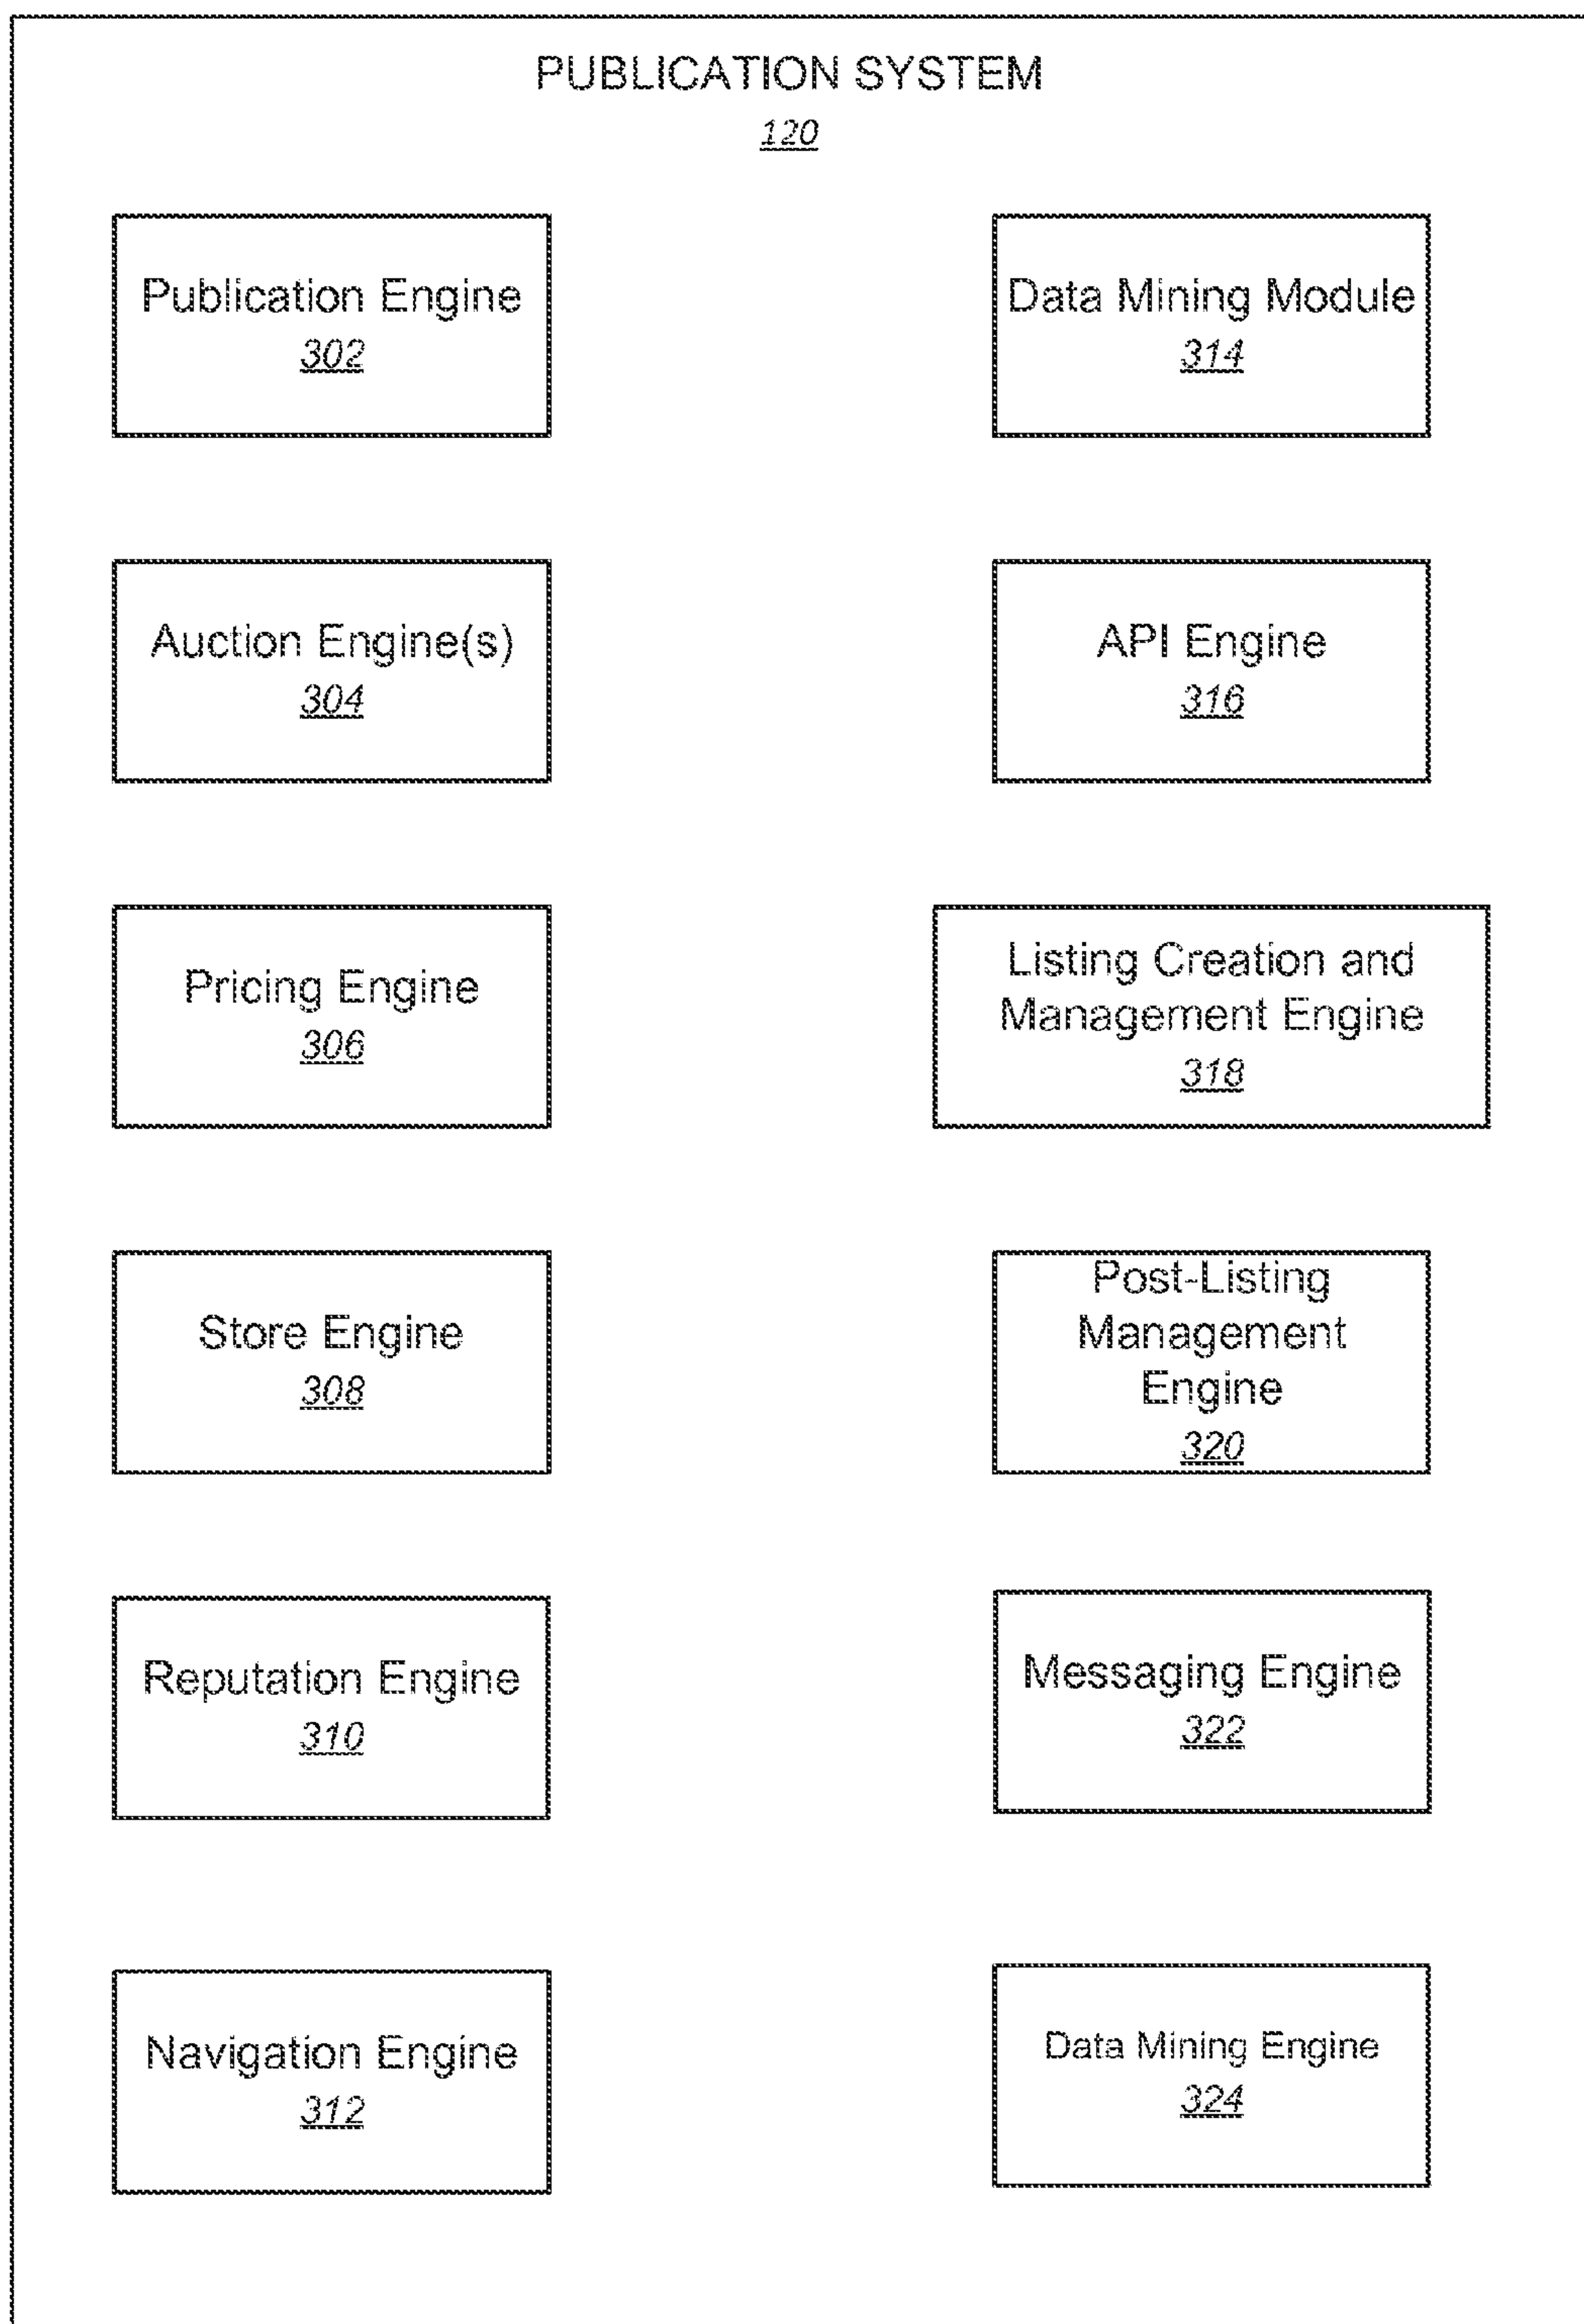 PUBLICATION SYSTEM
120
Publication Engine
302
Data Mining Module
314
Auction Engine(s)
304
API Engine
316
Pricing Engine
306
Listing Creation and
Management Engine
318
Store Engine
308
Post-Listing
Management
Engine
320
Reputation Engine
310
Messaging Engine
322
Navigation Engine
312
Data Mining Engine
324